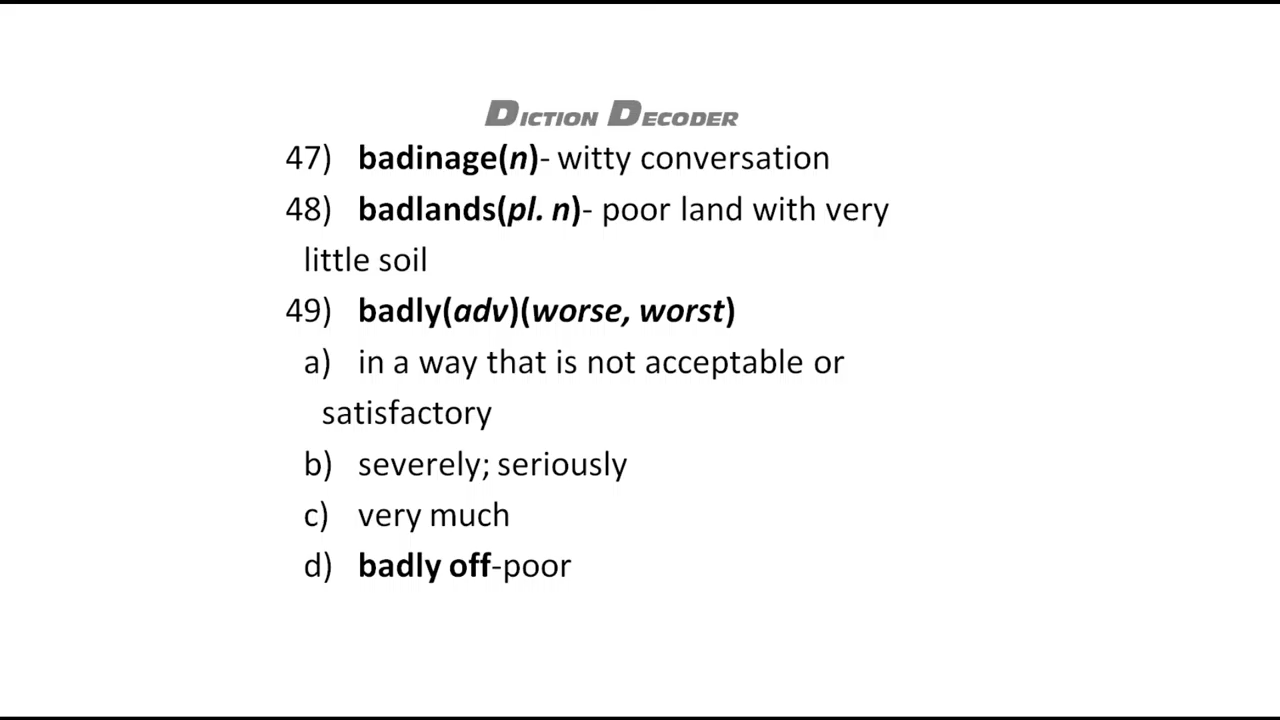 DICTION DECODER
47) badinage(n)- witty conversation
48) badlands(pl. n)- poor land with very
little soil
49) badly(adv)(worse, worst)
a) in a way that is not acceptable or
satisfactory
b) severely; seriously
c) very much
d) badly off-poor